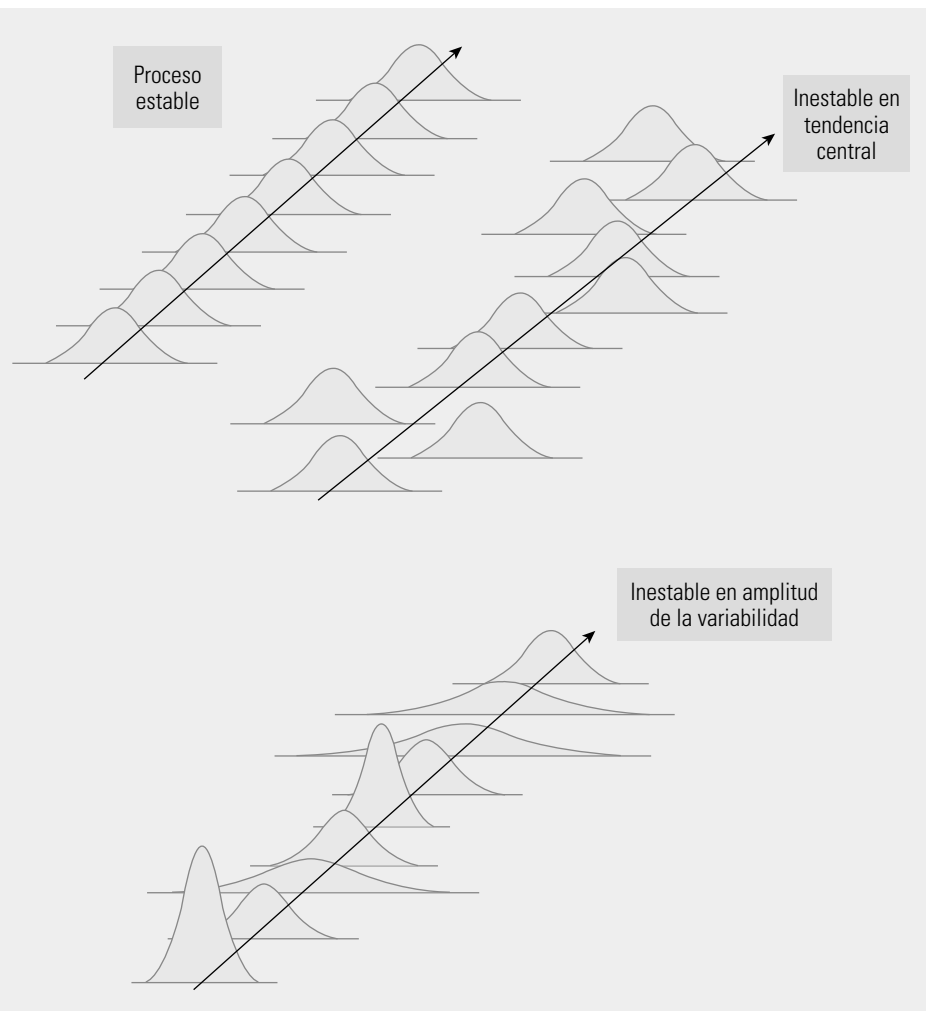 Proceso
estable
Inestable en
tendencia
central
Inestable en amplitud
de la variabilidad